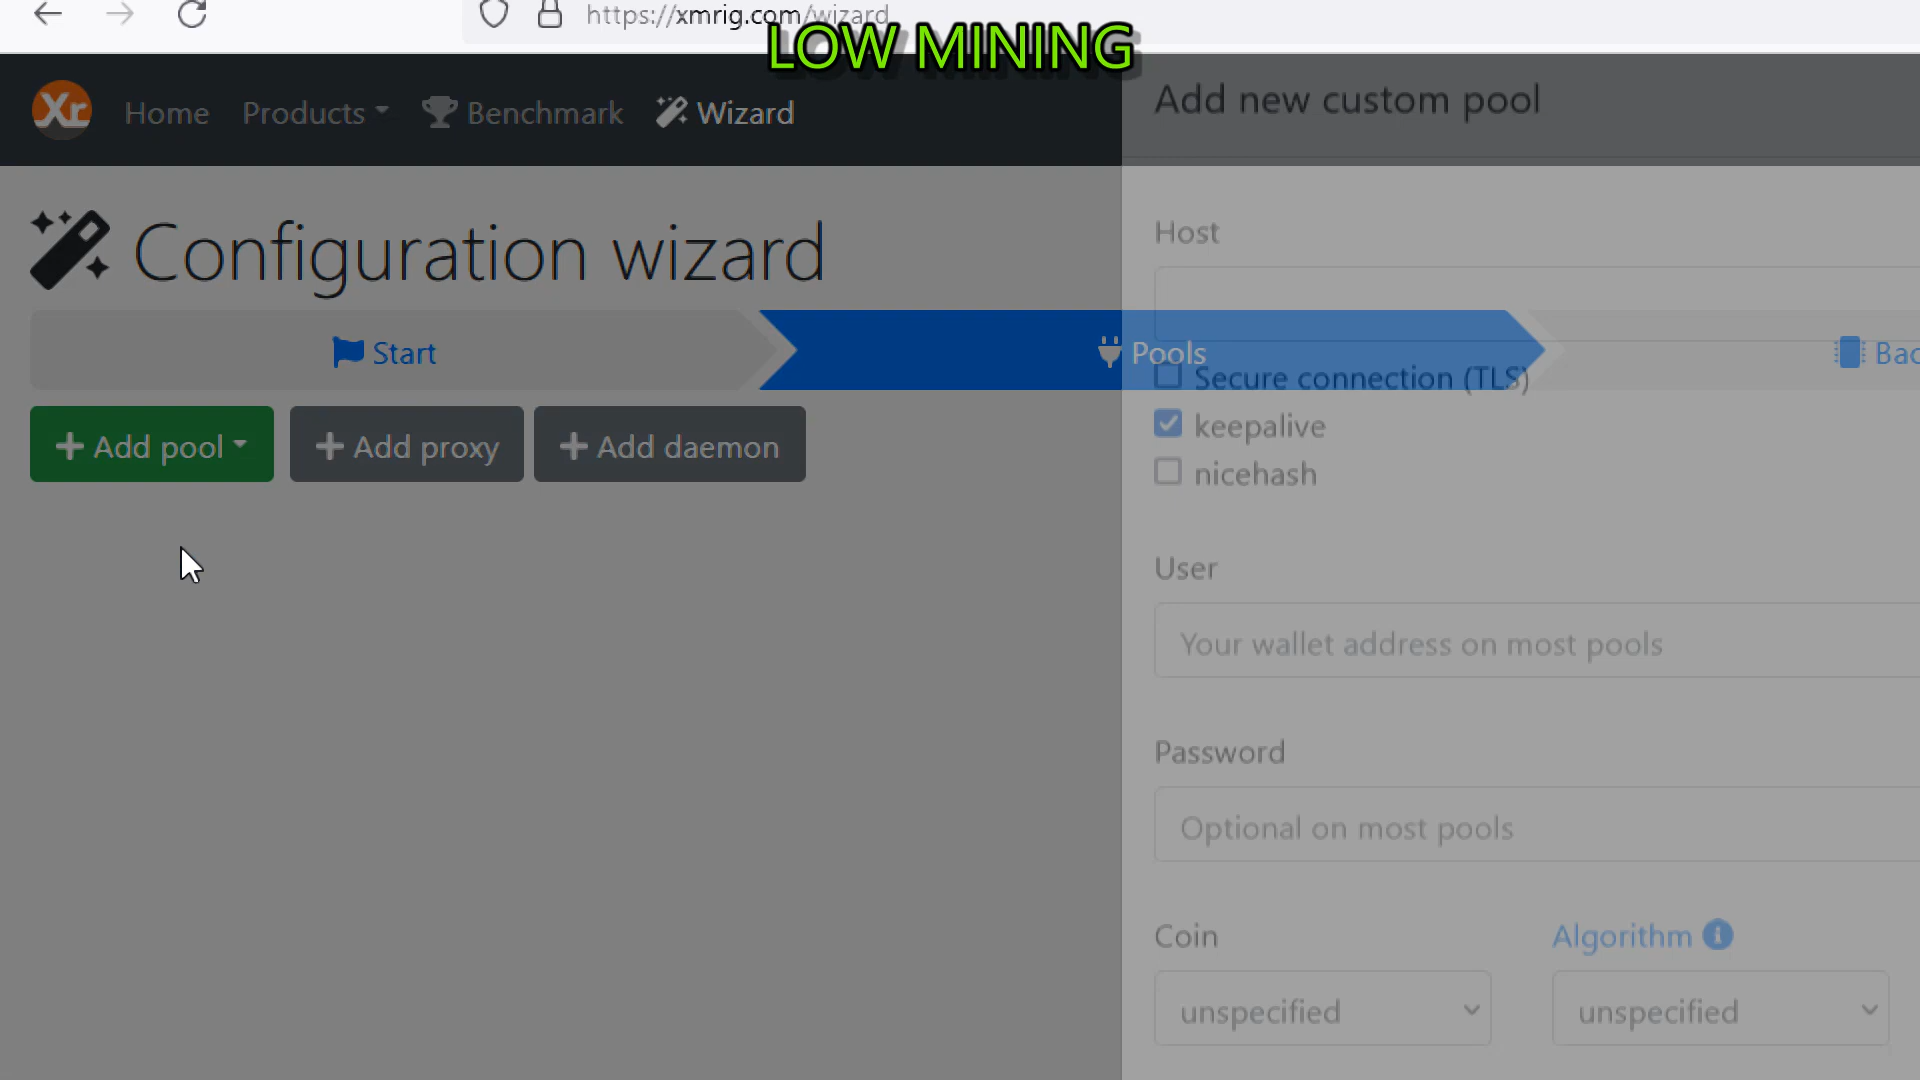 https://xmrig.com/wizard
LOW MINING
Xr Home Products Benchmark Wizard
Add new custom pool
Configuration wizard
Host
Start
Pools
Bac
Secure connection (TLS)
keepalive
nicehash
Add pool
Add proxy
Add daemon
User
Your wallet address on most pools
Password
Optional on most pools
Coin
Algorithm
unspecified
unspecified